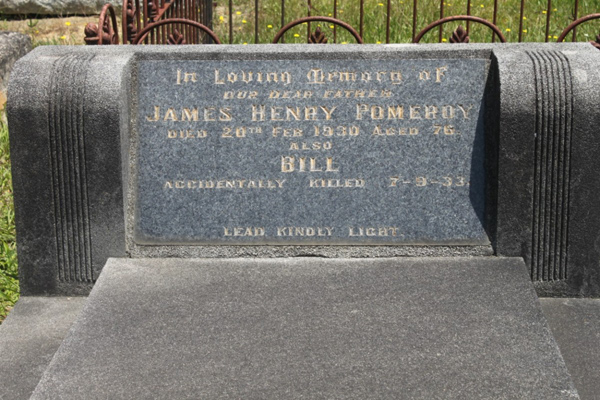 In Loving Memory of
OUR DEAR FATHER
JAMES HENRY POMEROY
DIED 20TH FEB 1930 AGED 76
ALSO
BILL
ACCIDENTALLY KILLED 7-9-33
LEAD KINDLY LIGHT